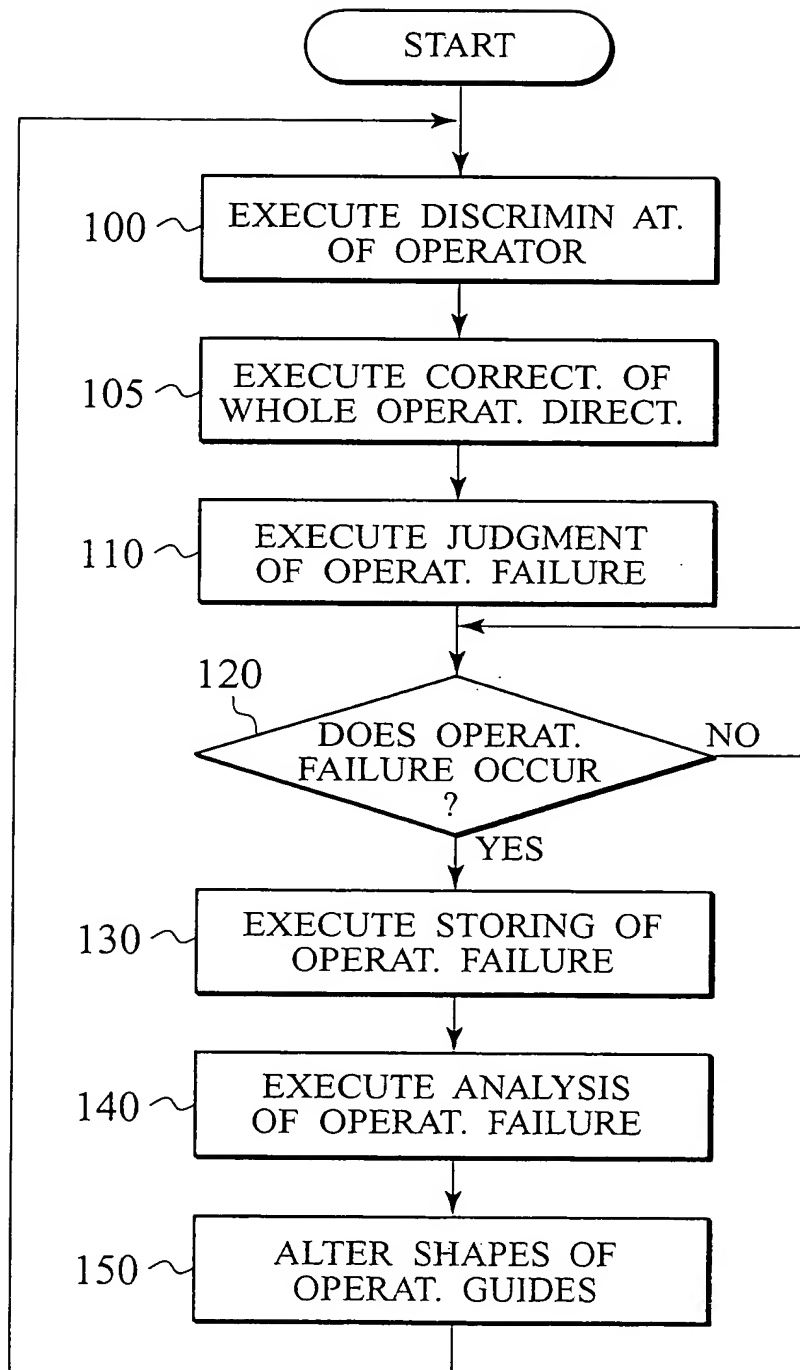 START
100
EXECUTE DISCRIMIN AT.
OF OPERATOR
105
EXECUTE CORRECT. OF
WHOLE OPERAT. DIRECT.
110
EXECUTE JUDGMENT
OF OPERAT. FAILURE
120
DOES OPERAT.
FAILURE OCCUR
?
NO
YES
130
EXECUTE STORING OF
OPERAT. FAILURE
140
EXECUTE ANALYSIS
OF OPERAT. FAILURE
150
ALTER SHAPES OF
OPERAT. GUIDES